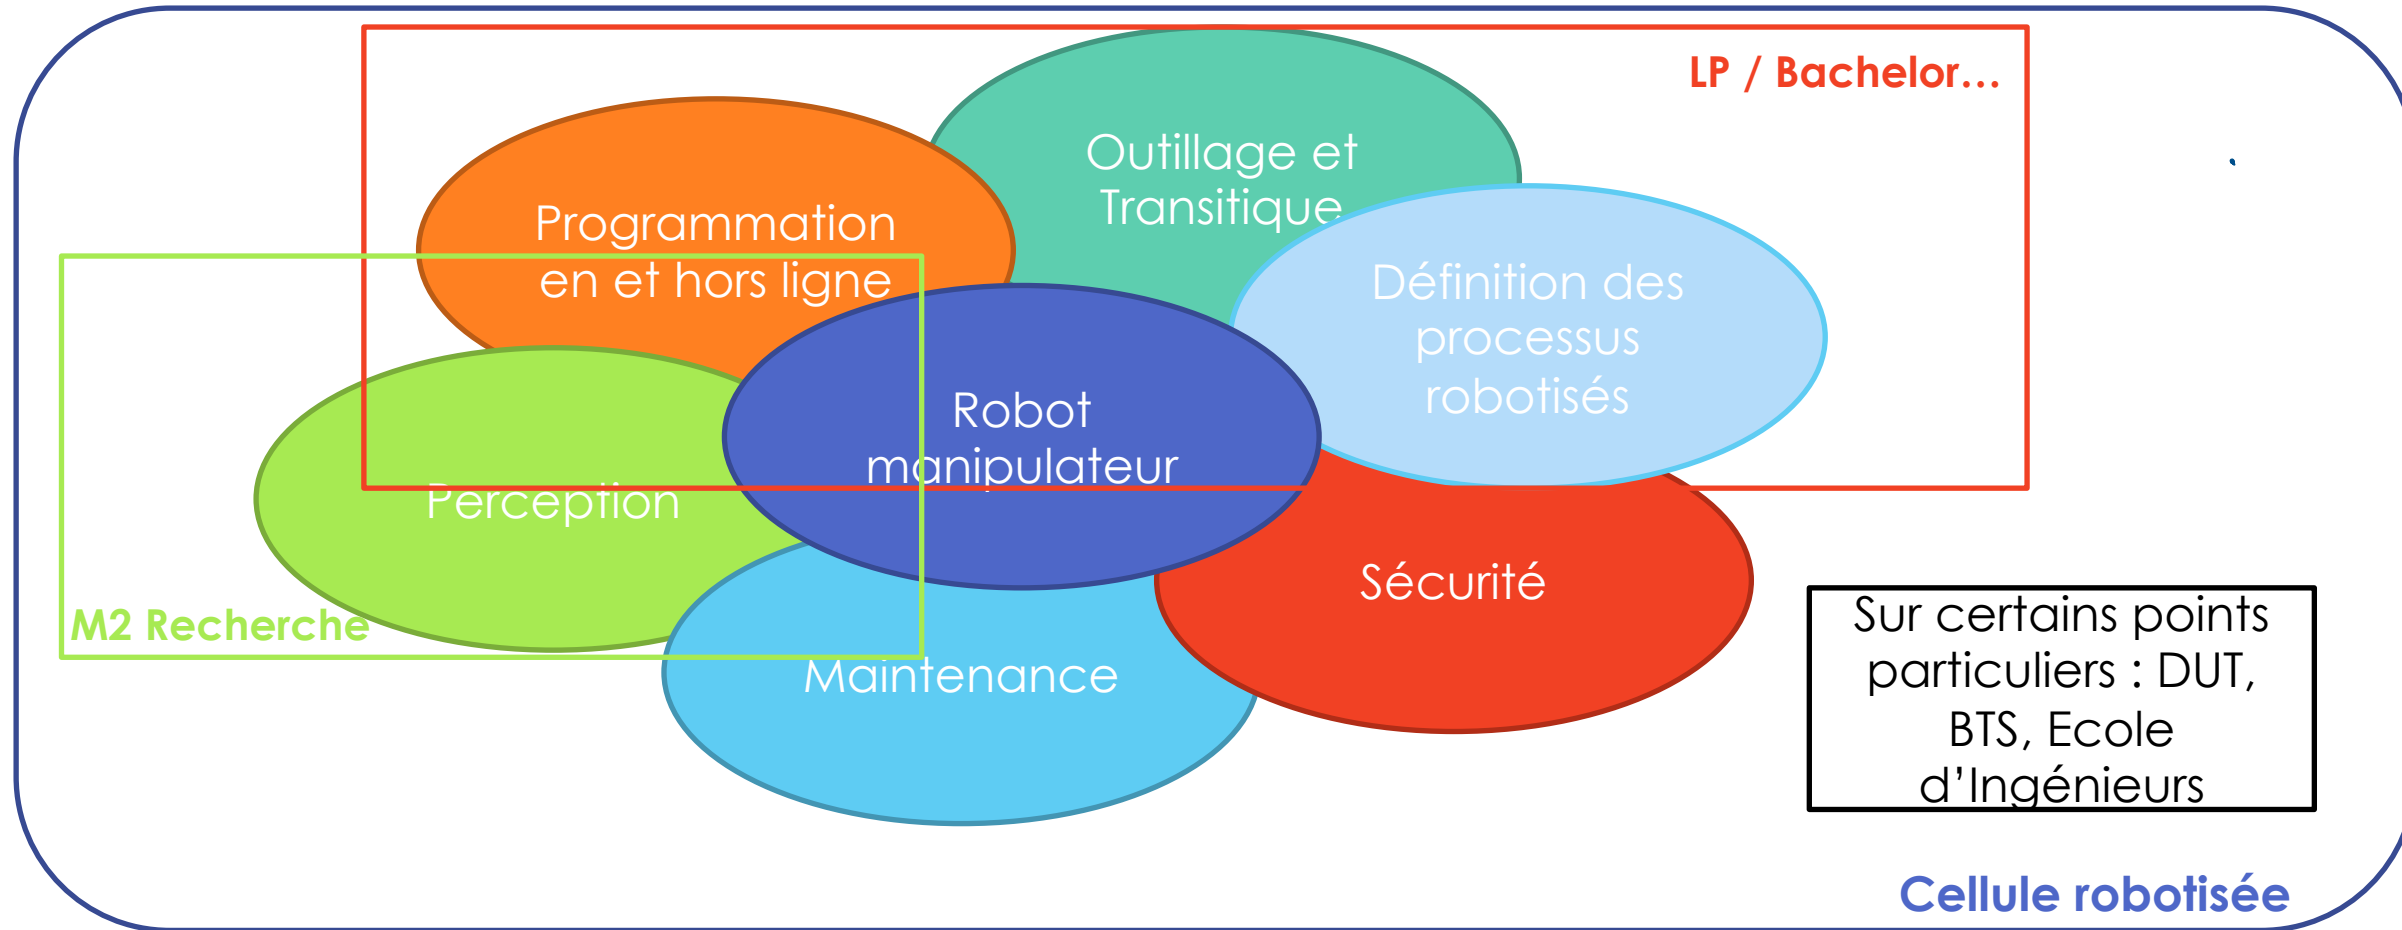 LP / Bachelor...
Outillage et
Transitique
Programmation
en et hors ligne
Définition des
processus
robotisés
Robot
manipulateur
Perception
Sécurité
M2 Recherche
Maintenance
Sur certains points
particuliers : DUT,
BTS, Ecole
d’Ingénieurs
Cellule robotisée